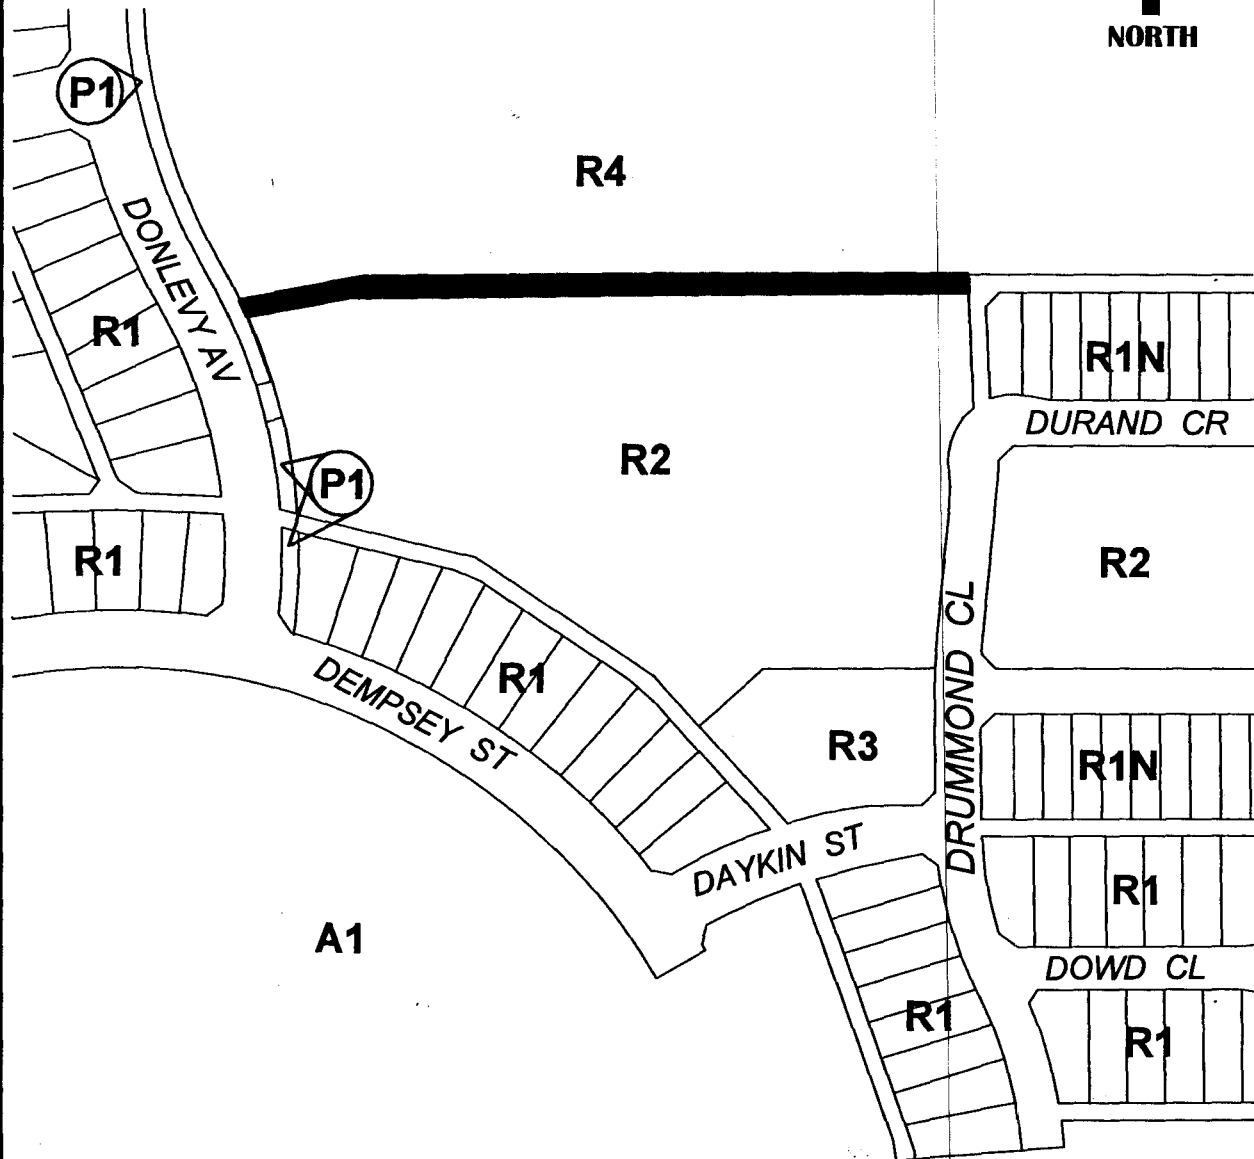 NORTH
P1
R4
DONLEVY AV
R1
R1N
DURAND CR
R2
P1
R1
R2
DRUMMOND CL
R1
DEMPSEY ST
R3
R1N
DAYKIN ST
R1
A1
DOWD CL
R1
R1